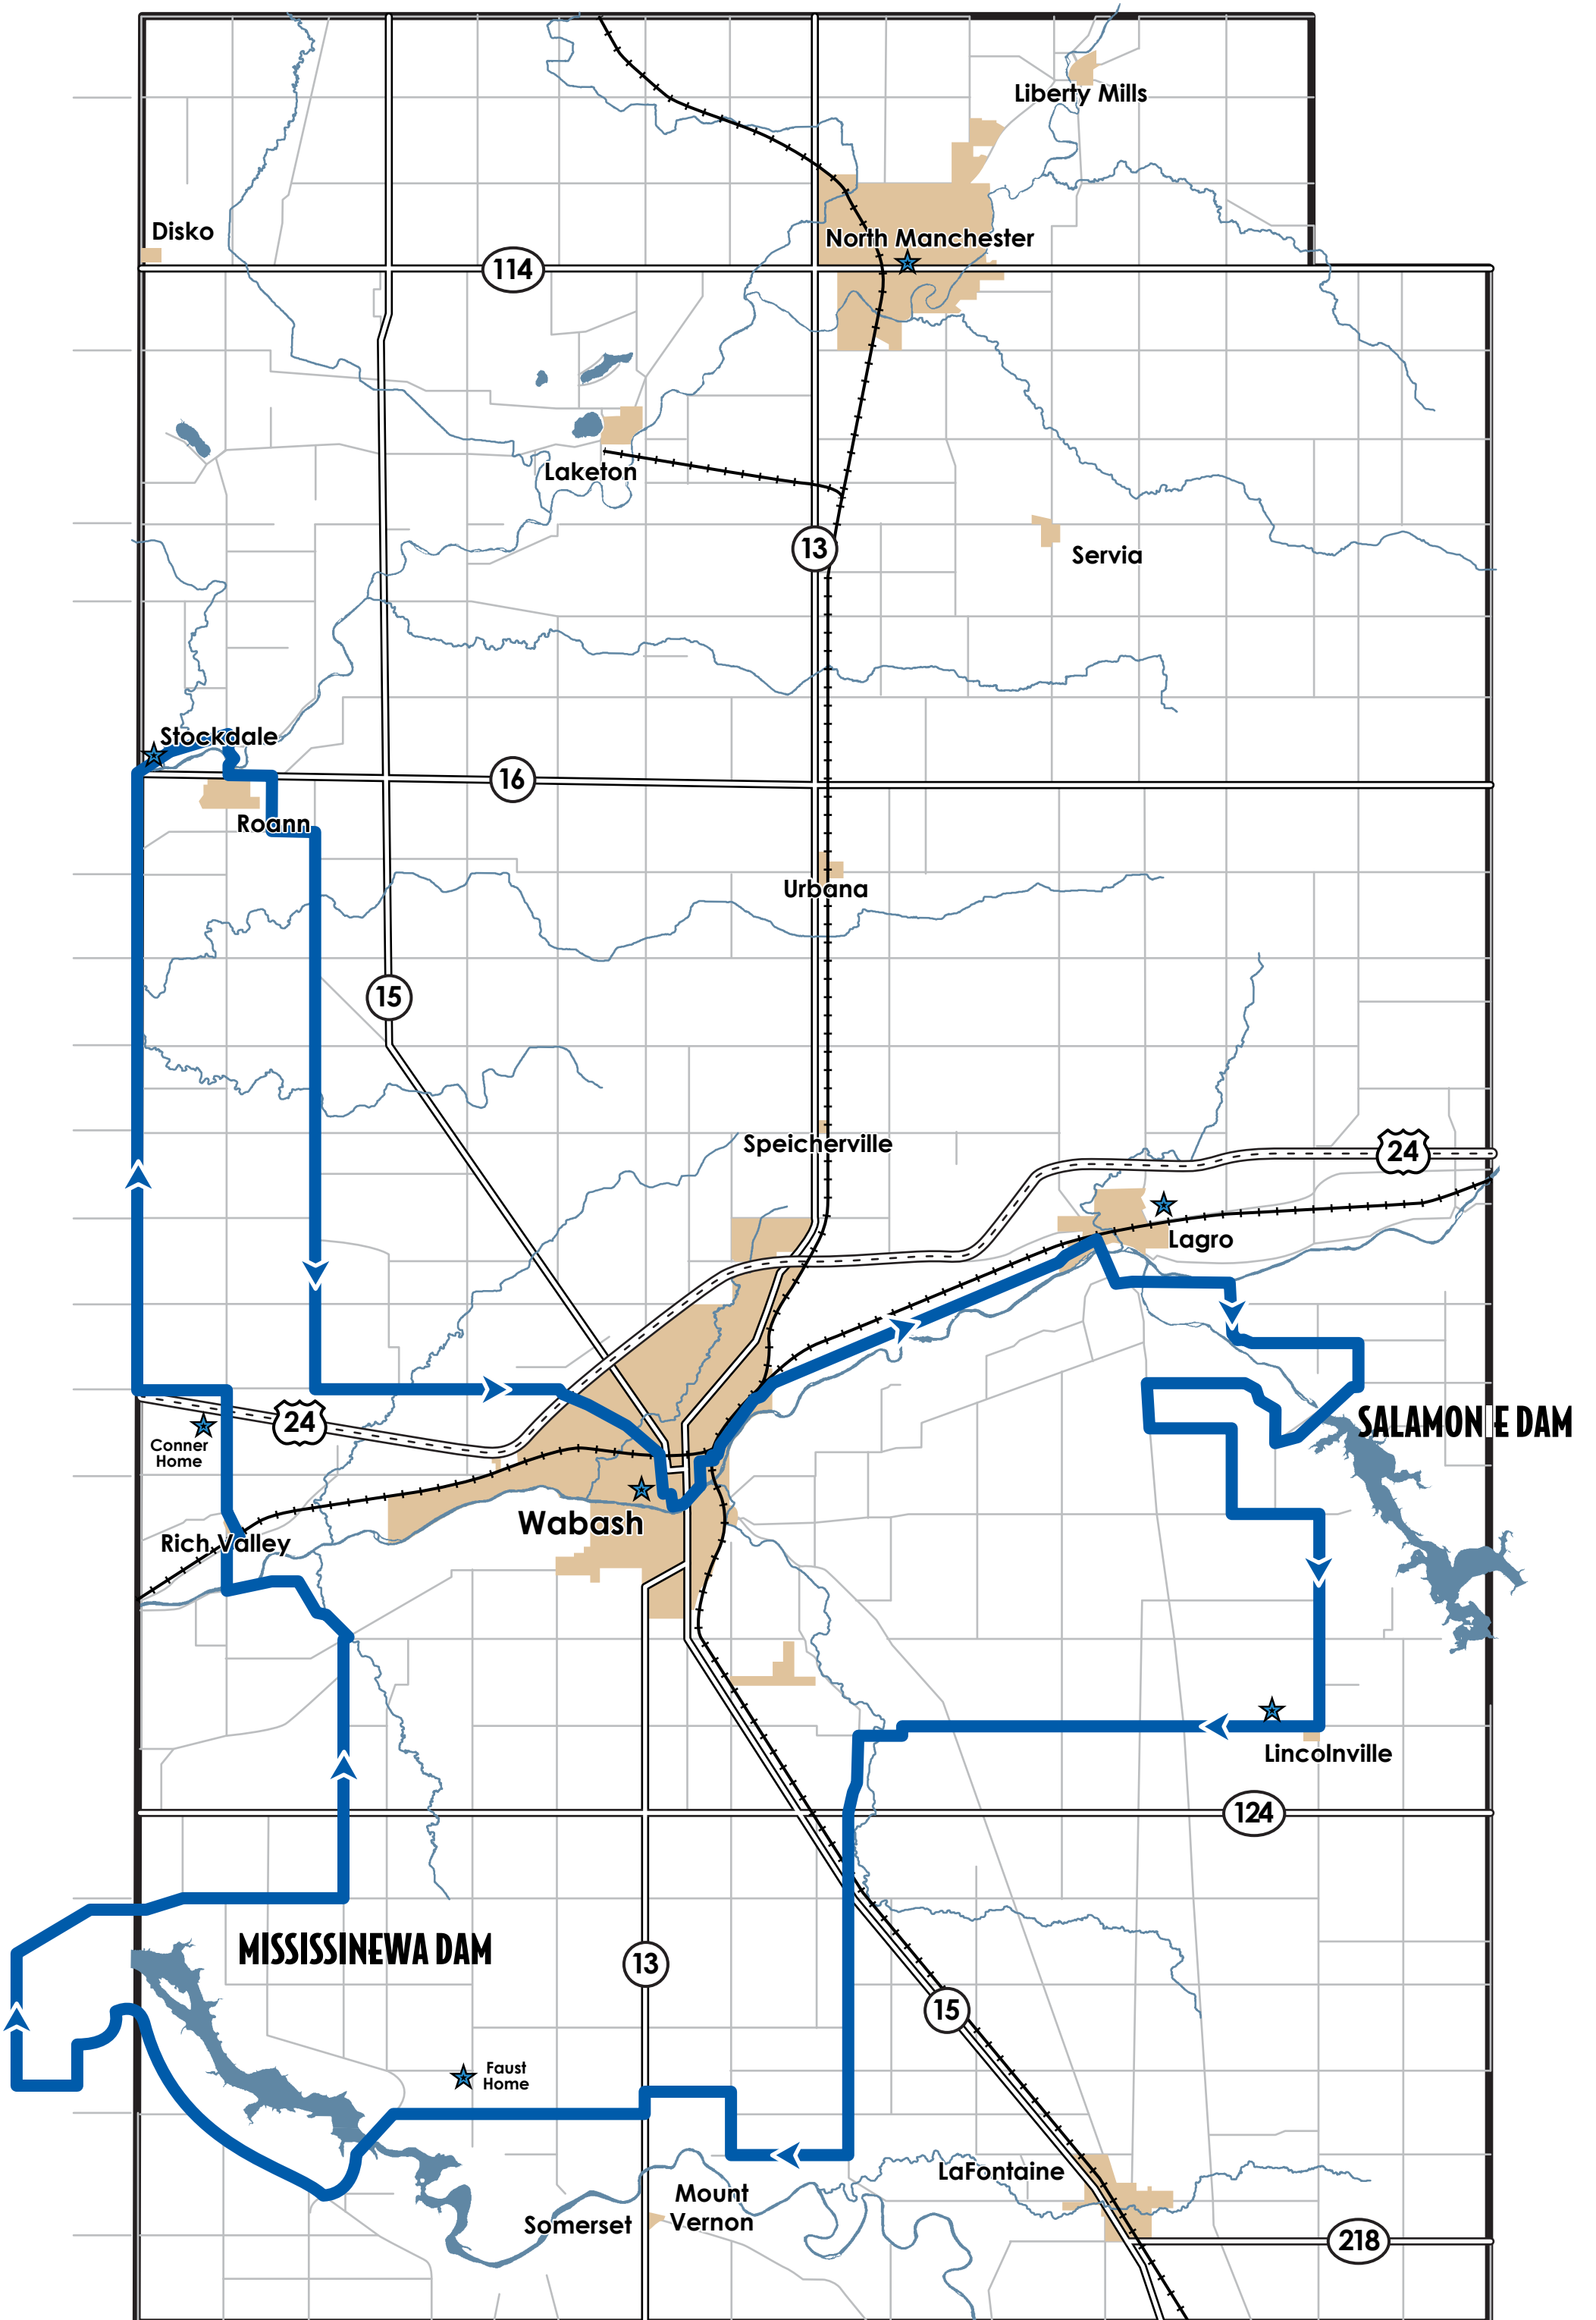 Liberty Mills
Disko
North Manchester
114
Laketon
13
Servia
Stockdale
16
Roann
Urbana
15
Speicherville
24
Lagro
24
SALAMONIE DAM
Conner
Home
Wabash
Rich Valley
Lincolnville
124
MISSISSINEWA DAM
13
15
Faust
Home
LaFontaine
Mount
Vernon
Somerset
218